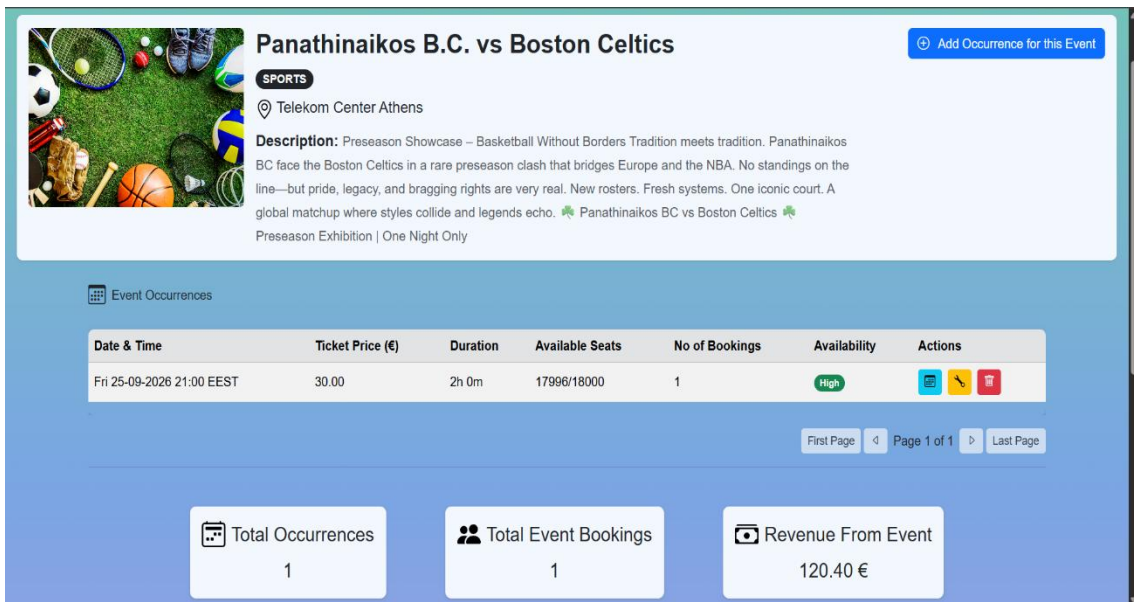 Panathinaikos B.C. vs Boston Celtics
Add Occurrence for this Event
SPORTS
Telekom Center Athens
Description: Preseason Showcase – Basketball Without Borders Tradition meets tradition. Panathinaikos
BC face the Boston Celtics in a rare preseason clash that bridges Europe and the NBA. No standings on the
line—but pride, legacy, and bragging rights are very real. New rosters. Fresh systems. One iconic court. A
global matchup where styles collide and legends echo. ☘️ Panathinaikos BC vs Boston Celtics ☘️
Preseason Exhibition | One Night Only
Event Occurrences
Date & Time Ticket Price (€) Duration Available Seats No of Bookings Availability Actions
Fri 25-09-2026 21:00 EEST 30.00 2h 0m 17996/18000 1 High
First Page Page 1 of 1 Last Page
Total Occurrences
1
Total Event Bookings
1
Revenue From Event
120.40 €